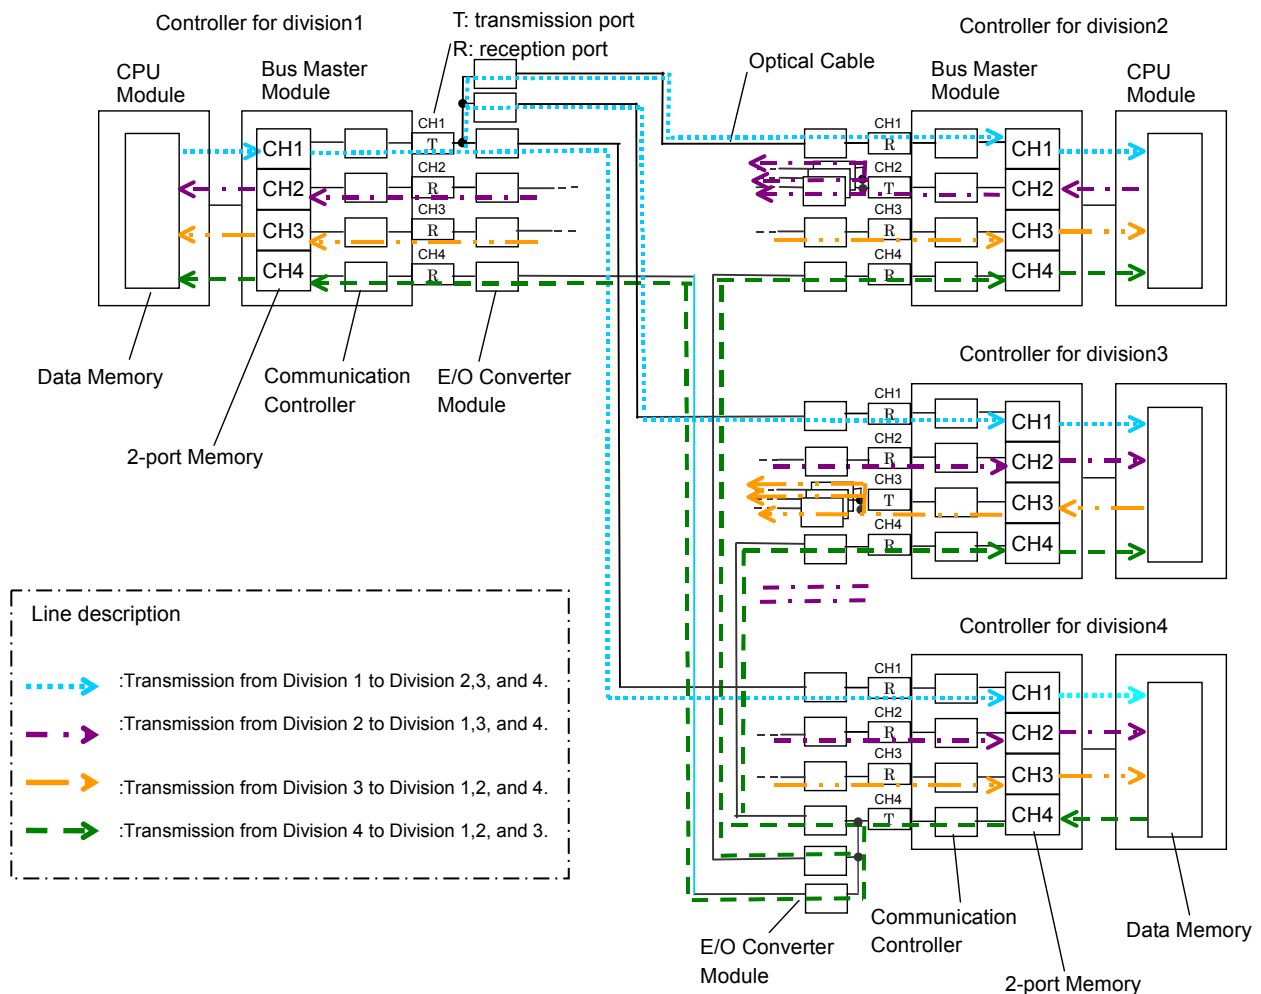 Controller for division1
T: transmission port
R: reception port
CPU
Module
Bus Master
Module
CH1
T
CH2
R
CH3
R
CH4
R
CH1
CH2
CH3
CH4
Data Memory
2-port Memory
Communication
Controller
E/O Converter
Module
Optical Cable
Controller for division2
Bus Master
Module
CPU
Module
CH1
R
CH2
T
CH3
R
CH4
R
CH1
CH2
CH3
CH4
Controller for division3
CH1
R
CH2
R
CH3
T
CH4
R
CH1
CH2
CH3
CH4
Controller for division4
CH1
R
CH2
R
CH3
R
CH4
T
CH1
CH2
CH3
CH4
E/O Converter
Module
Communication
Controller
2-port Memory
Data Memory
Line description
:Transmission from Division 1 to Division 2,3, and 4.
:Transmission from Division 2 to Division 1,3, and 4.
:Transmission from Division 3 to Division 1,2, and 4.
:Transmission from Division 4 to Division 1,2, and 3.